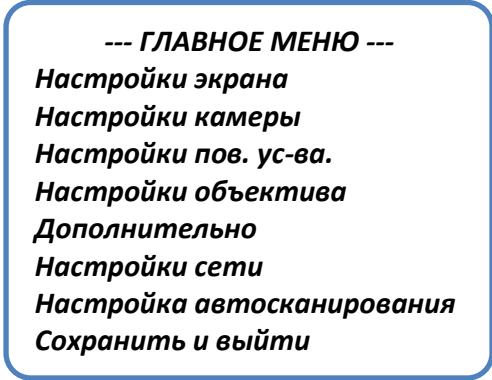 --- ГЛАВНОЕ МЕНЮ ---
Настройки экрана
Настройки камеры
Настройки пов. ус-ва.
Настройки объектива
Дополнительно
Настройки сети
Настройка автосканирования
Сохранить и выйти